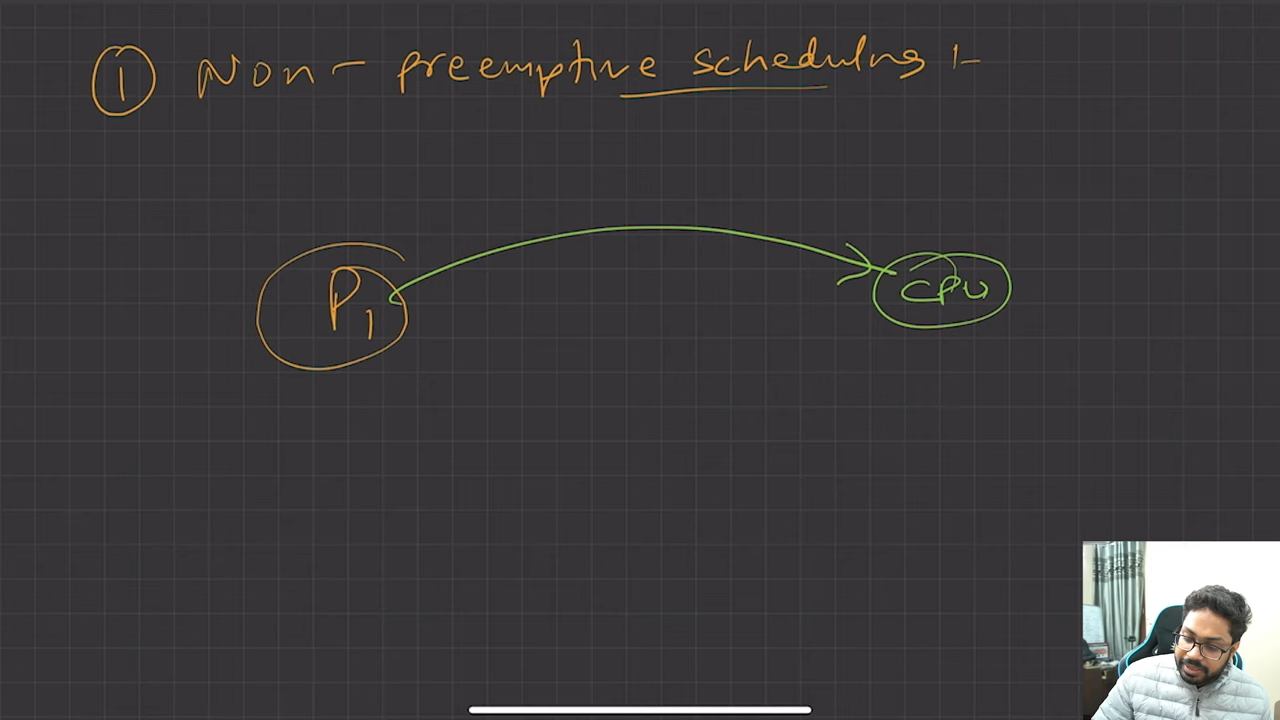 ① Non - preemptive scheduling :-
P1
CPU